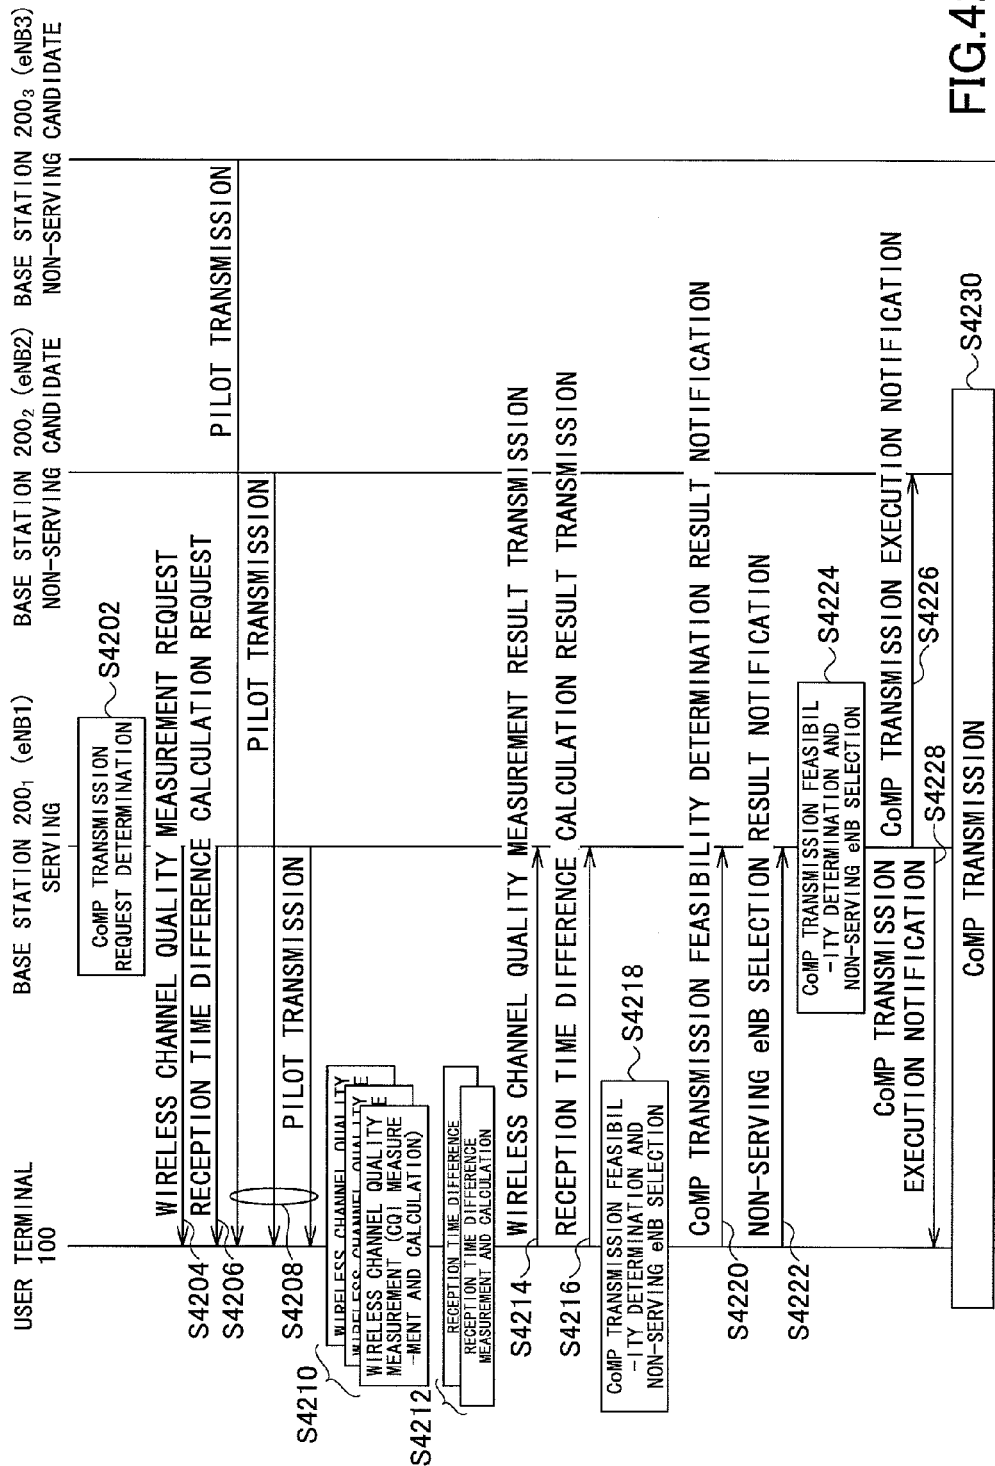 USER TERMINAL
100
BASE STATION 200₁ (eNB1)
SERVING
BASE STATION 200₂ (eNB2)
NON-SERVING CANDIDATE
BASE STATION 200₃ (eNB3)
NON-SERVING CANDIDATE
CoMP TRANSMISSION
REQUEST DETERMINATION
S4202
WIRELESS CHANNEL QUALITY MEASUREMENT REQUEST
S4204
RECEPTION TIME DIFFERENCE CALCULATION REQUEST
S4206
PILOT TRANSMISSION
PILOT TRANSMISSION
PILOT TRANSMISSION
S4208
WIRELESS CHANNEL QUALITY
WIRELESS CHANNEL QUALITY
WIRELESS CHANNEL QUALITY
MEASUREMENT (CQI MEASURE
-MENT AND CALCULATION)
S4210
RECEPTION TIME DIFFERENCE
RECEPTION TIME DIFFERENCE
MEASUREMENT AND CALCULATION
S4212
WIRELESS CHANNEL QUALITY MEASUREMENT RESULT TRANSMISSION
S4214
RECEPTION TIME DIFFERENCE CALCULATION RESULT TRANSMISSION
S4216
CoMP TRANSMISSION FEASIBIL
-ITY DETERMINATION AND
NON-SERVING eNB SELECTION
S4218
CoMP TRANSMISSION FEASIBILITY DETERMINATION RESULT NOTIFICATION
S4220
NON-SERVING eNB SELECTION RESULT NOTIFICATION
S4222
CoMP TRANSMISSION FEASIBIL
-ITY DETERMINATION AND
NON-SERVING eNB SELECTION
S4224
CoMP TRANSMISSION EXECUTION NOTIFICATION
S4226
CoMP TRANSMISSION
EXECUTION NOTIFICATION
S4228
CoMP TRANSMISSION
S4230